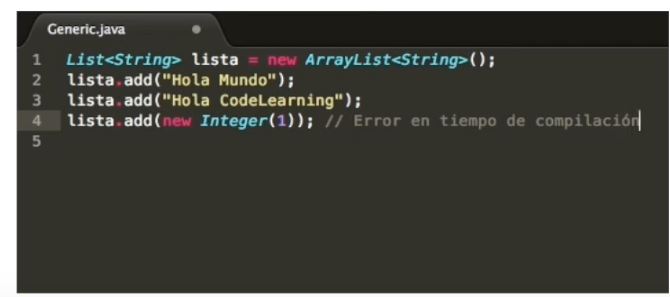 Generic.java
1 List<String> lista = new ArrayList<String>();
2 lista.add("Hola Mundo");
3 lista.add("Hola CodeLearning");
4 lista.add(new Integer(1)); // Error en tiempo de compilación
5